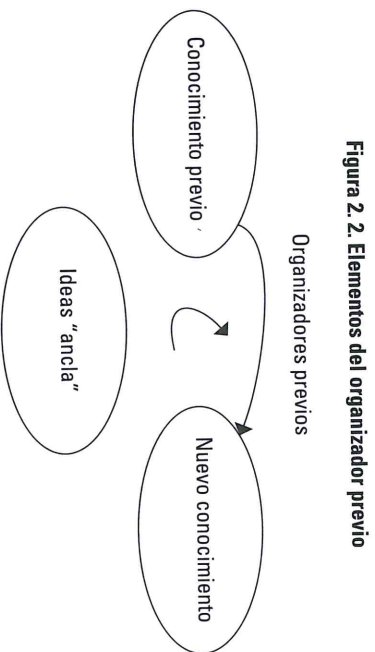 Figura 2. 2. Elementos del organizador previo
Organizadores previos
Conocimiento previo
Nuevo conocimiento
Ideas "ancla"